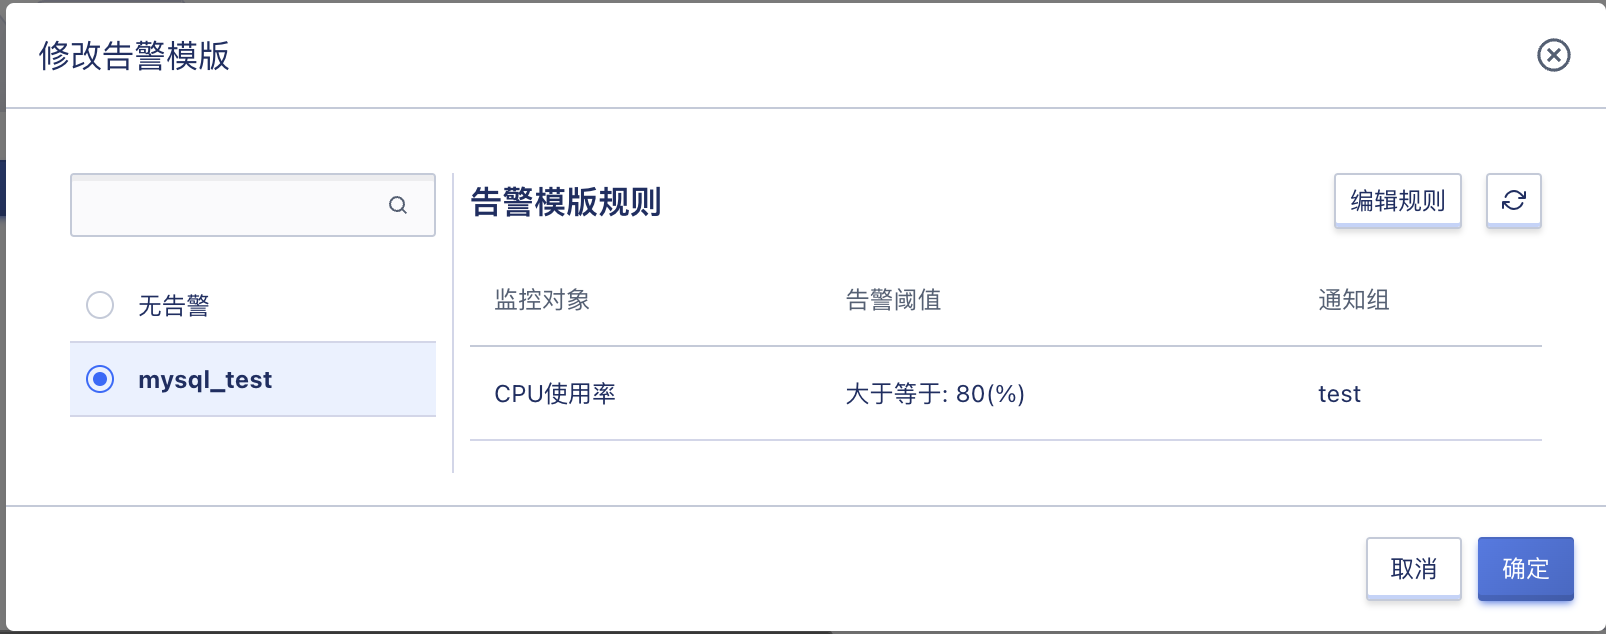 修改告警模版
告警模版规则
编辑规则
无告警
mysql_test
监控对象 告警阈值 通知组
CPU使用率 大于等于: 80(%) test
取消 确定